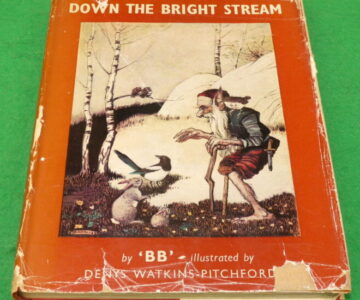 DOWN THE BRIGHT STREAM
by 'BB' illustrated by
DENYS WATKINS-PITCHFORD